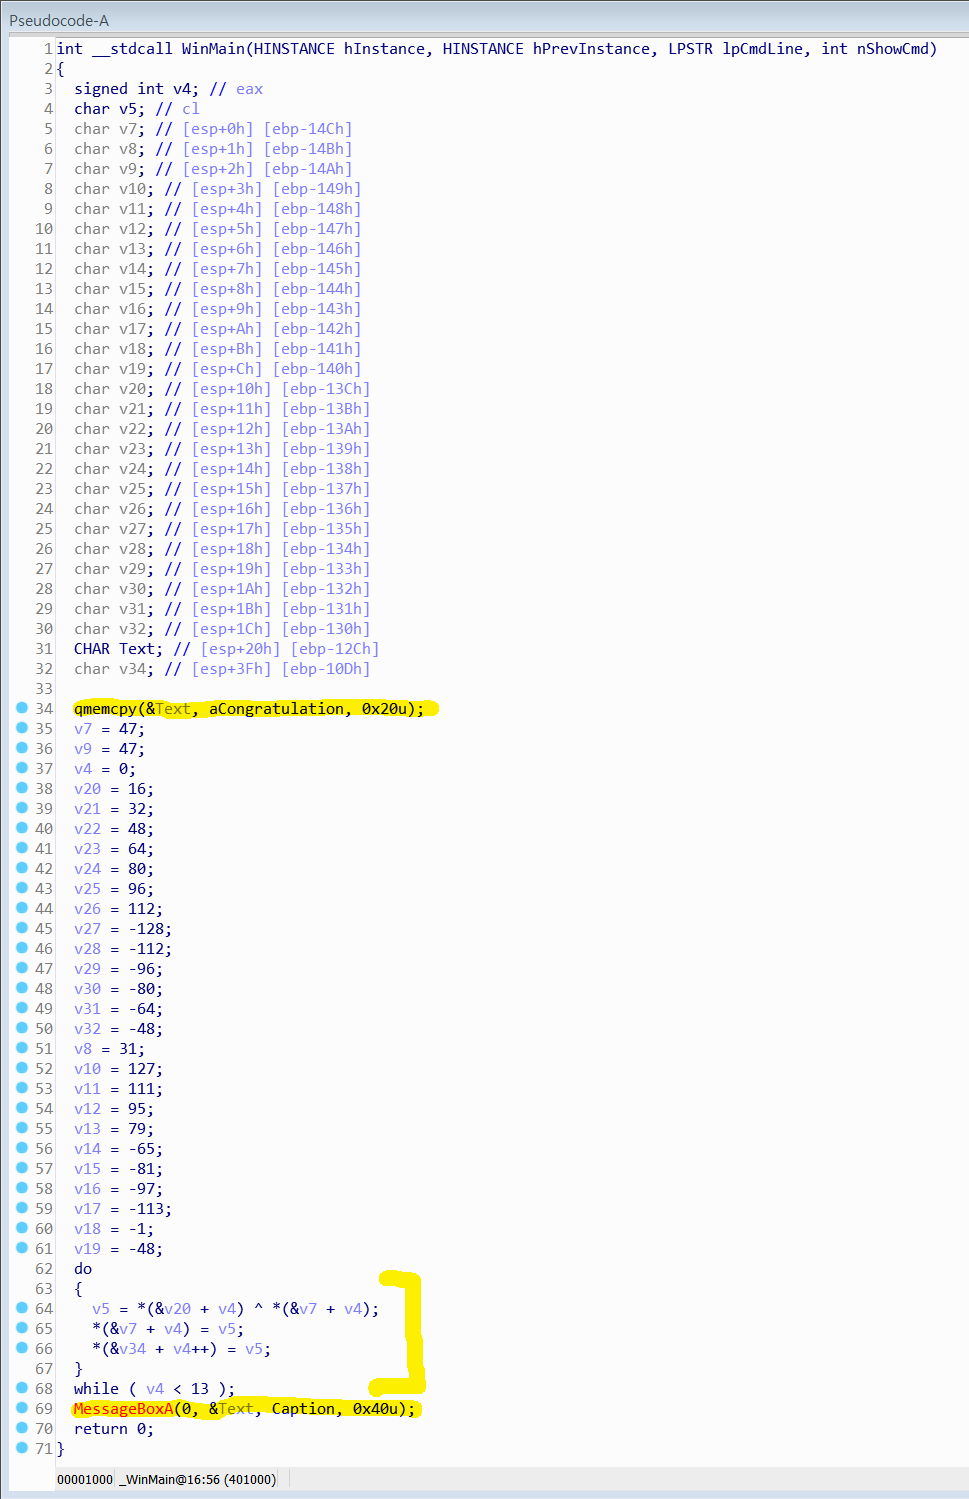 Pseudocode-A
1 int __stdcall WinMain(HINSTANCE hInstance, HINSTANCE hPrevInstance, LPSTR lpCmdLine, int nShowCmd)
2 {
3 signed int v4; // eax
4 char v5; // cl
5 char v7; // [esp+0h] [ebp-14Ch]
6 char v8; // [esp+1h] [ebp-14Bh]
7 char v9; // [esp+2h] [ebp-14Ah]
8 char v10; // [esp+3h] [ebp-149h]
9 char v11; // [esp+4h] [ebp-148h]
10 char v12; // [esp+5h] [ebp-147h]
11 char v13; // [esp+6h] [ebp-146h]
12 char v14; // [esp+7h] [ebp-145h]
13 char v15; // [esp+8h] [ebp-144h]
14 char v16; // [esp+9h] [ebp-143h]
15 char v17; // [esp+Ah] [ebp-142h]
16 char v18; // [esp+Bh] [ebp-141h]
17 char v19; // [esp+Ch] [ebp-140h]
18 char v20; // [esp+10h] [ebp-13Ch]
19 char v21; // [esp+11h] [ebp-13Bh]
20 char v22; // [esp+12h] [ebp-13Ah]
21 char v23; // [esp+13h] [ebp-139h]
22 char v24; // [esp+14h] [ebp-138h]
23 char v25; // [esp+15h] [ebp-137h]
24 char v26; // [esp+16h] [ebp-136h]
25 char v27; // [esp+17h] [ebp-135h]
26 char v28; // [esp+18h] [ebp-134h]
27 char v29; // [esp+19h] [ebp-133h]
28 char v30; // [esp+1Ah] [ebp-132h]
29 char v31; // [esp+1Bh] [ebp-131h]
30 char v32; // [esp+1Ch] [ebp-130h]
31 CHAR Text; // [esp+20h] [ebp-12Ch]
32 char v34; // [esp+3Fh] [ebp-10Dh]
33
34 qmemcpy(&Text, aCongratulation, 0x20u);
35 v7 = 47;
36 v9 = 47;
37 v4 = 0;
38 v20 = 16;
39 v21 = 32;
40 v22 = 48;
41 v23 = 64;
42 v24 = 80;
43 v25 = 96;
44 v26 = 112;
45 v27 = -128;
46 v28 = -112;
47 v29 = -96;
48 v30 = -80;
49 v31 = -64;
50 v32 = -48;
51 v8 = 31;
52 v10 = 127;
53 v11 = 111;
54 v12 = 95;
55 v13 = 79;
56 v14 = -65;
57 v15 = -81;
58 v16 = -97;
59 v17 = -113;
60 v18 = -1;
61 v19 = -48;
62 do
63 {
64 v5 = *(&v20 + v4) ^ *(&v7 + v4);
65 *(&v7 + v4) = v5;
66 *(&v34 + v4++) = v5;
67 }
68 while ( v4 < 13 );
69 MessageBoxA(0, &Text, Caption, 0x40u);
70 return 0;
71 }
00001000 _WinMain@16:56 (401000)